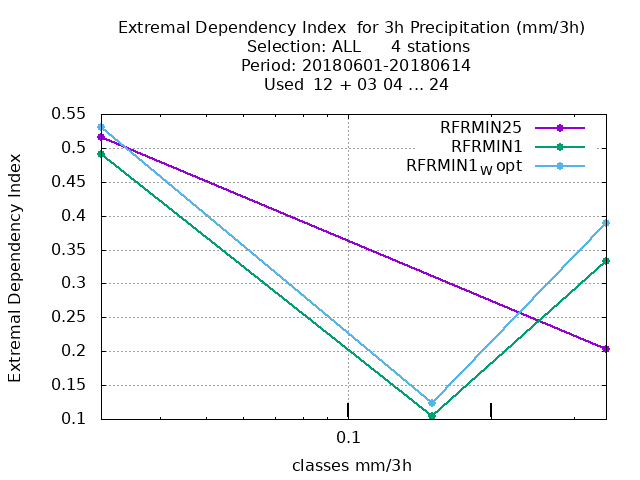 Extremal Dependency Index  for 3h Precipitation (mm/3h)
Selection: ALL      4 stations
Period: 20180601-20180614
Used  12 + 03 04 ... 24
RFRMIN25
RFRMIN1
RFRMIN1W opt
0.55
0.5
0.45
0.4
0.35
0.3
0.25
0.2
0.15
0.1
Extremal Dependency Index
0.1
classes mm/3h